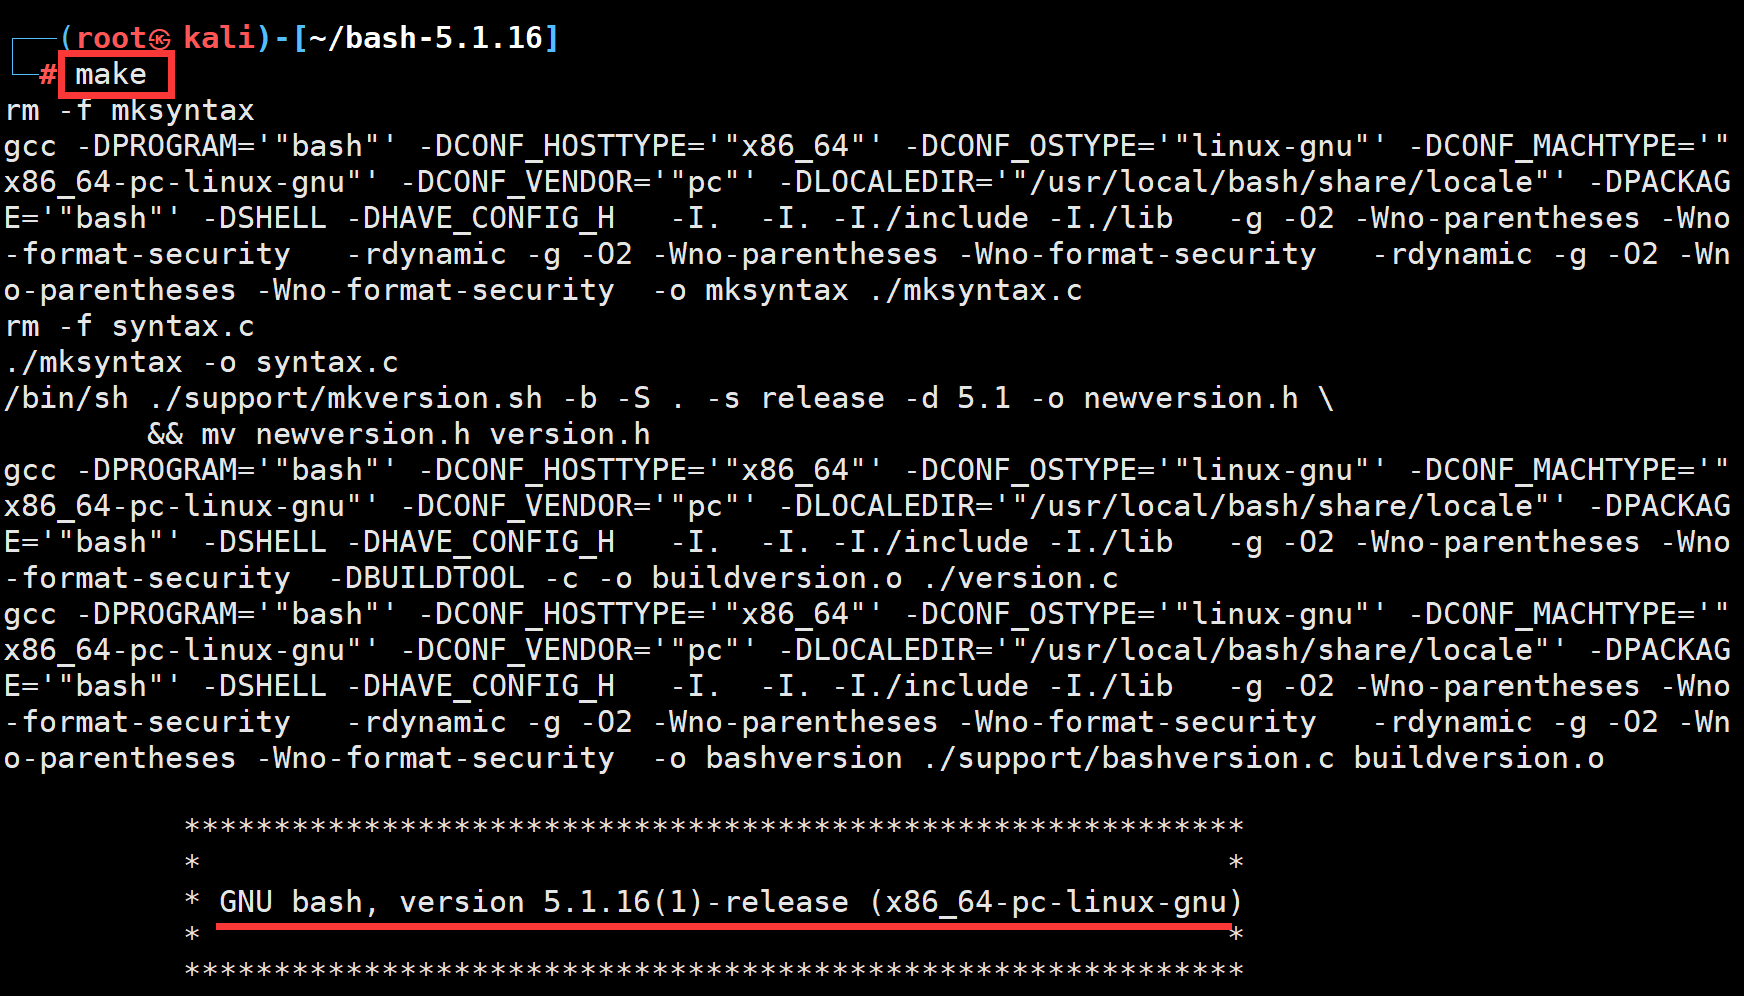 (root㉿kali)-[~/bash-5.1.16]
# make
rm -f mksyntax
gcc -DPROGRAM='"bash"' -DCONF_HOSTTYPE='"x86_64"' -DCONF_OSTYPE='"linux-gnu"' -DCONF_MACHTYPE='"
x86_64-pc-linux-gnu"' -DCONF_VENDOR='"pc"' -DLOCALEDIR='"/usr/local/bash/share/locale"' -DPACKAG
E='"bash"' -DSHELL -DHAVE_CONFIG_H   -I.  -I. -I./include -I./lib   -g -O2 -Wno-parentheses -Wno
-format-security   -rdynamic -g -O2 -Wno-parentheses -Wno-format-security   -rdynamic -g -O2 -Wn
o-parentheses -Wno-format-security  -o mksyntax ./mksyntax.c
rm -f syntax.c
./mksyntax -o syntax.c
/bin/sh ./support/mkversion.sh -b -S . -s release -d 5.1 -o newversion.h \
        && mv newversion.h version.h
gcc -DPROGRAM='"bash"' -DCONF_HOSTTYPE='"x86_64"' -DCONF_OSTYPE='"linux-gnu"' -DCONF_MACHTYPE='"
x86_64-pc-linux-gnu"' -DCONF_VENDOR='"pc"' -DLOCALEDIR='"/usr/local/bash/share/locale"' -DPACKAG
E='"bash"' -DSHELL -DHAVE_CONFIG_H   -I.  -I. -I./include -I./lib   -g -O2 -Wno-parentheses -Wno
-format-security  -DBUILDTOOL -c -o buildversion.o ./version.c
gcc -DPROGRAM='"bash"' -DCONF_HOSTTYPE='"x86_64"' -DCONF_OSTYPE='"linux-gnu"' -DCONF_MACHTYPE='"
x86_64-pc-linux-gnu"' -DCONF_VENDOR='"pc"' -DLOCALEDIR='"/usr/local/bash/share/locale"' -DPACKAG
E='"bash"' -DSHELL -DHAVE_CONFIG_H   -I.  -I. -I./include -I./lib   -g -O2 -Wno-parentheses -Wno
-format-security   -rdynamic -g -O2 -Wno-parentheses -Wno-format-security   -rdynamic -g -O2 -Wn
o-parentheses -Wno-format-security  -o bashversion ./support/bashversion.c buildversion.o
          ***********************************************************
          *                                                         *
          * GNU bash, version 5.1.16(1)-release (x86_64-pc-linux-gnu)
          *                                                         *
          ***********************************************************